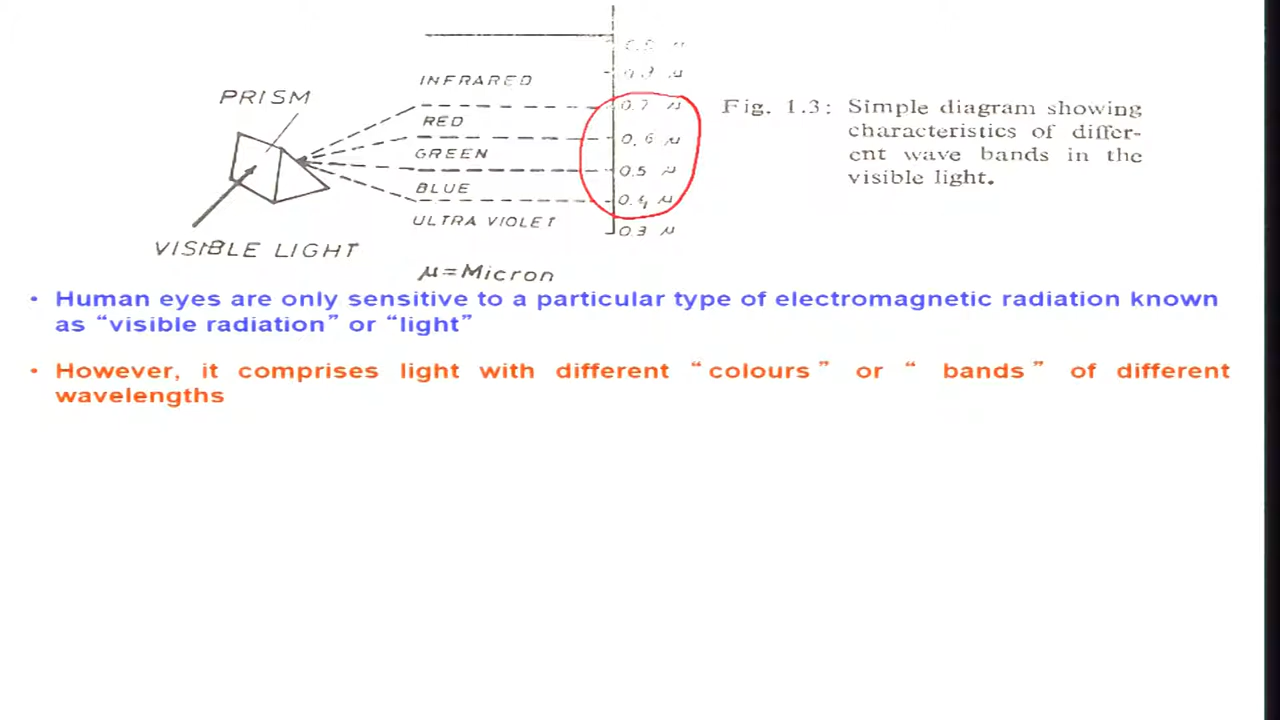 INFRARED
0.7 µ
PRISM
RED
0.6 µ
GREEN
0.5 µ
BLUE
0.4 µ
ULTRA VIOLET
0.3 µ
VISIBLE LIGHT
µ=Micron
Fig. 1.3: Simple diagram showing
characteristics of differ-
ent wave bands in the
visible light.
• Human eyes are only sensitive to a particular type of electromagnetic radiation known
as “visible radiation” or “light”
• However, it comprises light with different “colours” or “ bands” of different
wavelengths